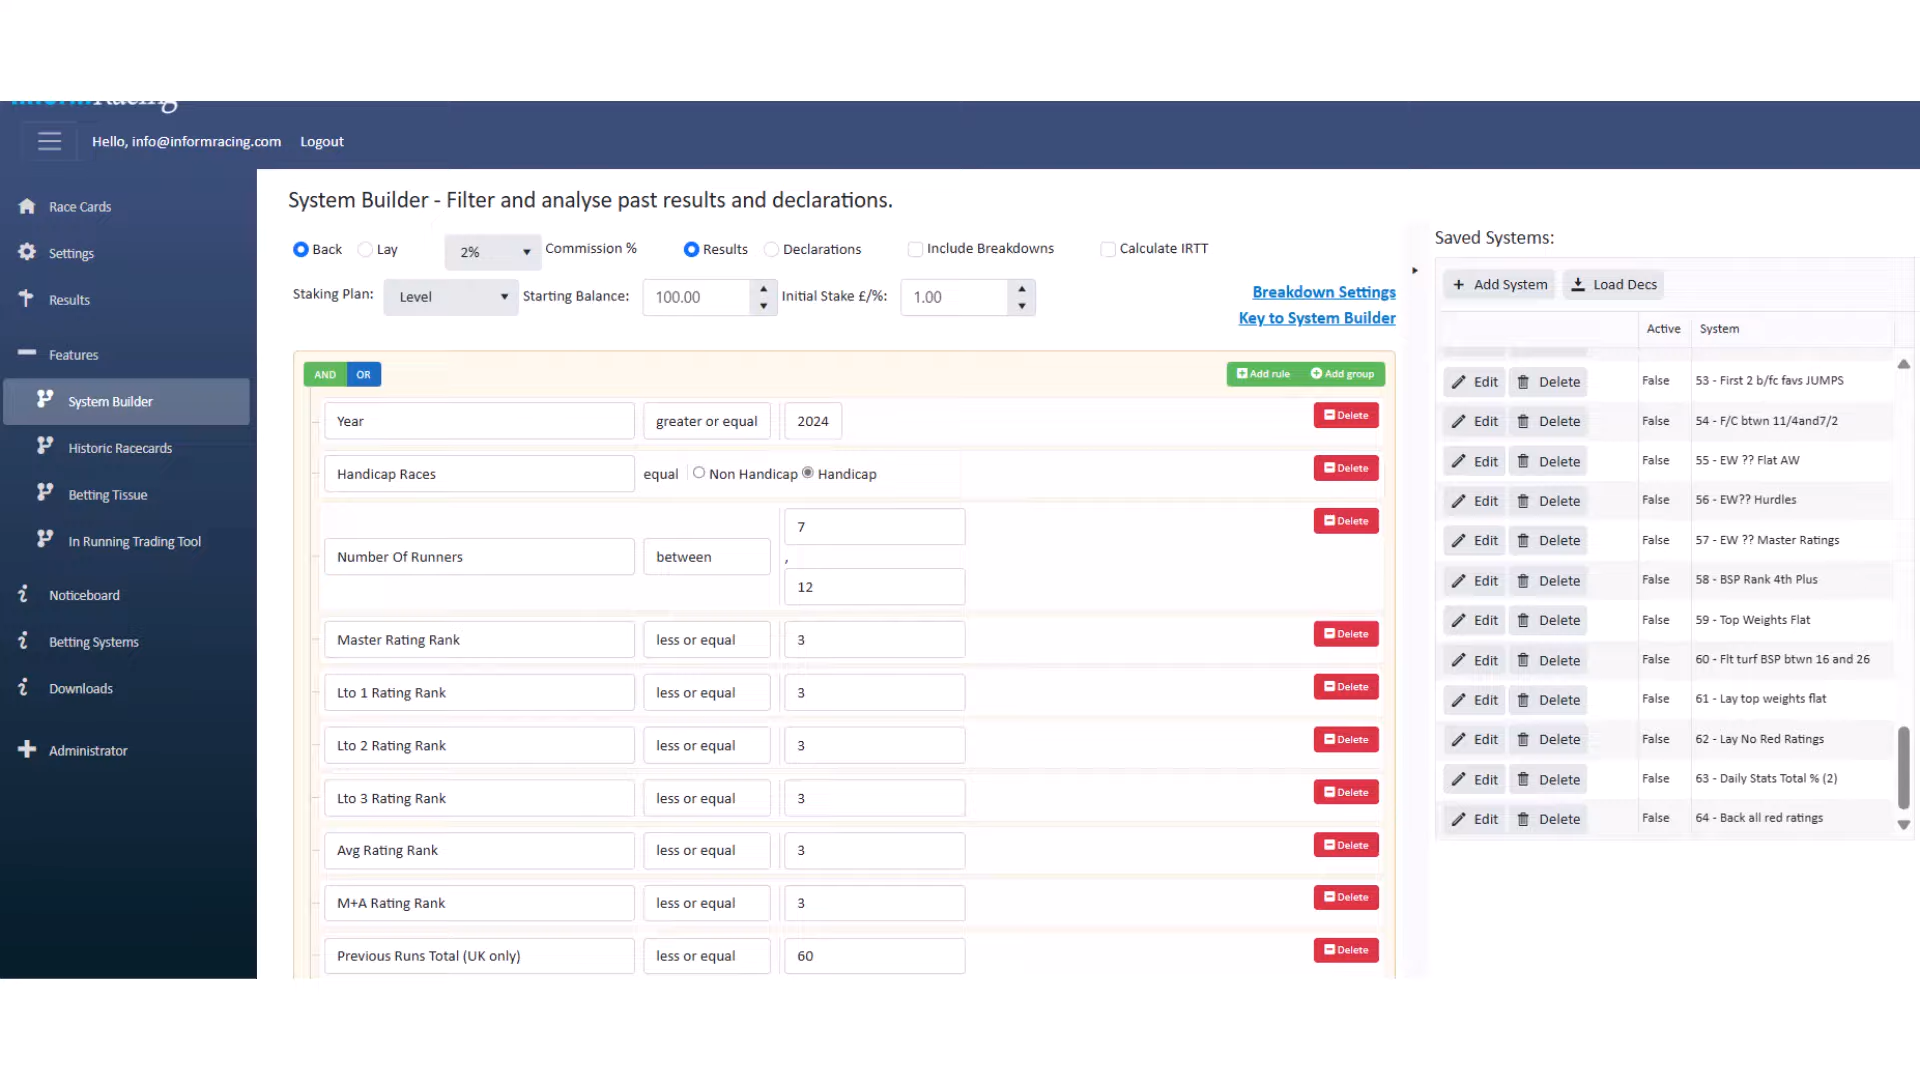 Hello, info@informracing.com Logout
Race Cards
Settings
Results
Features
System Builder
Historic Racecards
Betting Tissue
In Running Trading Tool
Noticeboard
Betting Systems
Downloads
Administrator
System Builder - Filter and analyse past results and declarations.
Back Lay 2% Commission % Results Declarations Include Breakdowns Calculate IRTT
Staking Plan: Level Starting Balance: 100.00 Initial Stake £/%: 1.00
Breakdown Settings
Key to System Builder
AND OR Add rule Add group
Year greater or equal 2024 Delete
Handicap Races equal Non Handicap Handicap Delete
Number Of Runners between 7 , 12 Delete
Master Rating Rank less or equal 3 Delete
Lto 1 Rating Rank less or equal 3 Delete
Lto 2 Rating Rank less or equal 3 Delete
Lto 3 Rating Rank less or equal 3 Delete
Avg Rating Rank less or equal 3 Delete
M+A Rating Rank less or equal 3 Delete
Previous Runs Total (UK only) less or equal 60 Delete
Saved Systems:
+ Add System Load Decs
Active System
Edit Delete False 53 - First 2 b/fc favs JUMPS
Edit Delete False 54 - F/C btwn 11/4and7/2
Edit Delete False 55 - EW ?? Flat AW
Edit Delete False 56 - EW?? Hurdles
Edit Delete False 57 - EW ?? Master Ratings
Edit Delete False 58 - BSP Rank 4th Plus
Edit Delete False 59 - Top Weights Flat
Edit Delete False 60 - Flt turf BSP btwn 16 and 26
Edit Delete False 61 - Lay top weights flat
Edit Delete False 62 - Lay No Red Ratings
Edit Delete False 63 - Daily Stats Total % (2)
Edit Delete False 64 - Back all red ratings